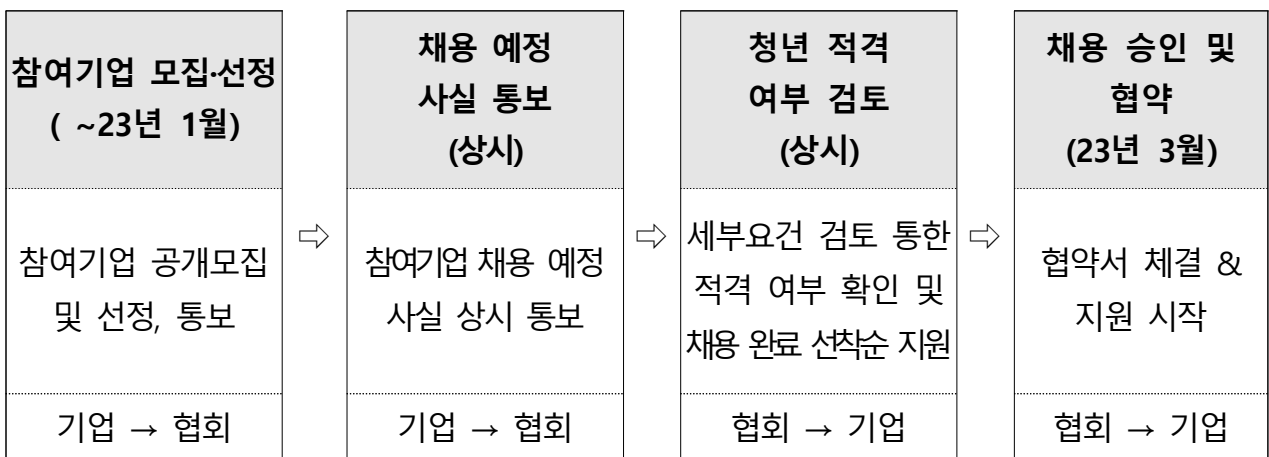 참여기업 모집·선정
( ~23년 1월)
참여기업 공개모집
및 선정, 통보
기업 → 협회
⇨
채용 예정
사실 통보
(상시)
참여기업 채용 예정
사실 상시 통보
기업 → 협회
⇨
청년 적격
여부 검토
(상시)
세부요건 검토 통한
적격 여부 확인 및
채용 완료 선착순 지원
협회 → 기업
⇨
채용 승인 및
협약
(23년 3월)
협약서 체결 &
지원 시작
협회 → 기업